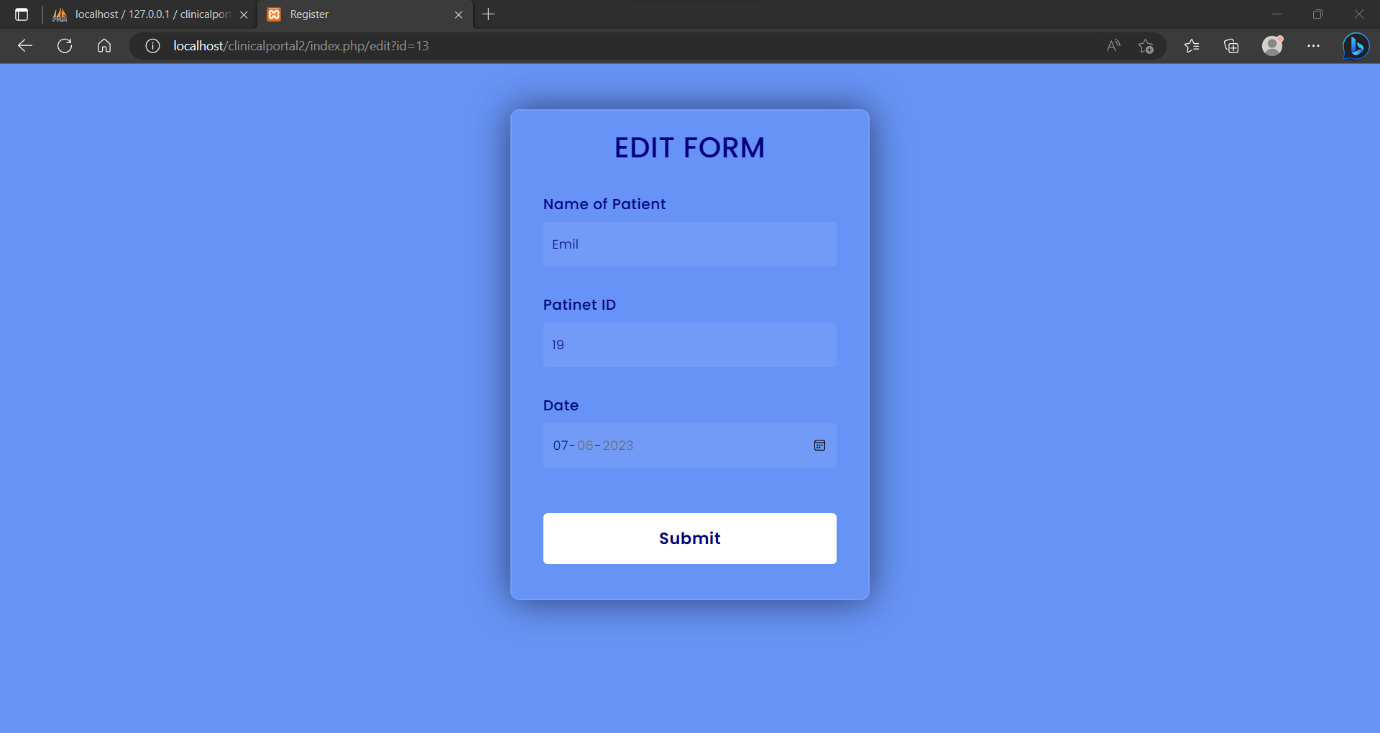 localhost / 127.0.0.1 / clinicalport
Register
localhost/clinicalportal2/index.php/edit?id=13
EDIT FORM
Name of Patient
Emil
Patinet ID
19
Date
07-06-2023
Submit